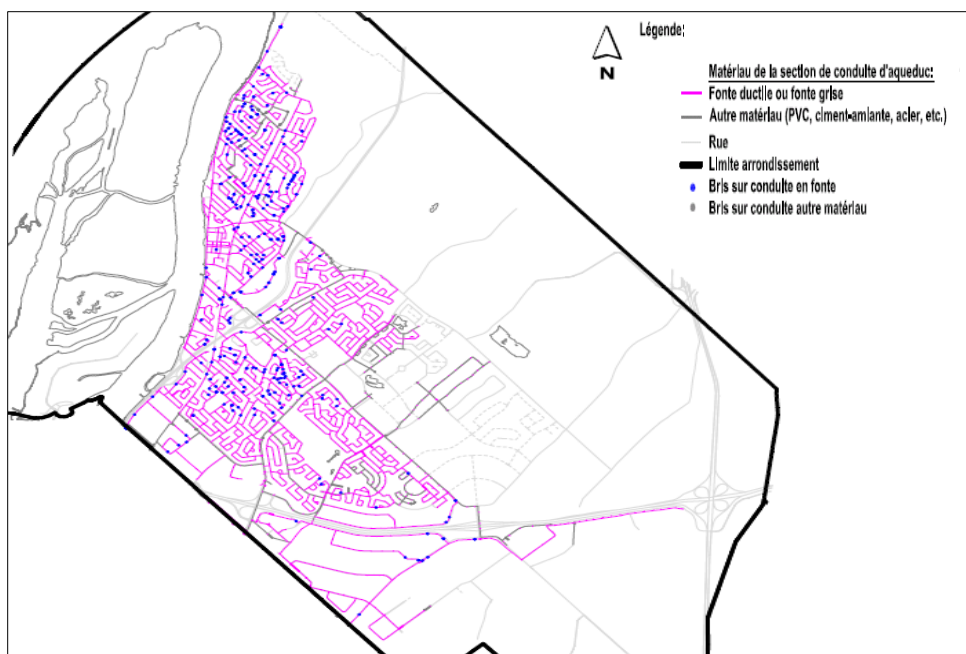 Légende:
N
Matériau de la section de conduite d'aqueduc:
Fonte ductile ou fonte grise
Autre matériau (PVC, ciment-amiante, acier, etc.)
Rue
Limite arrondissement
Bris sur conduite en fonte
Bris sur conduite autre matériau